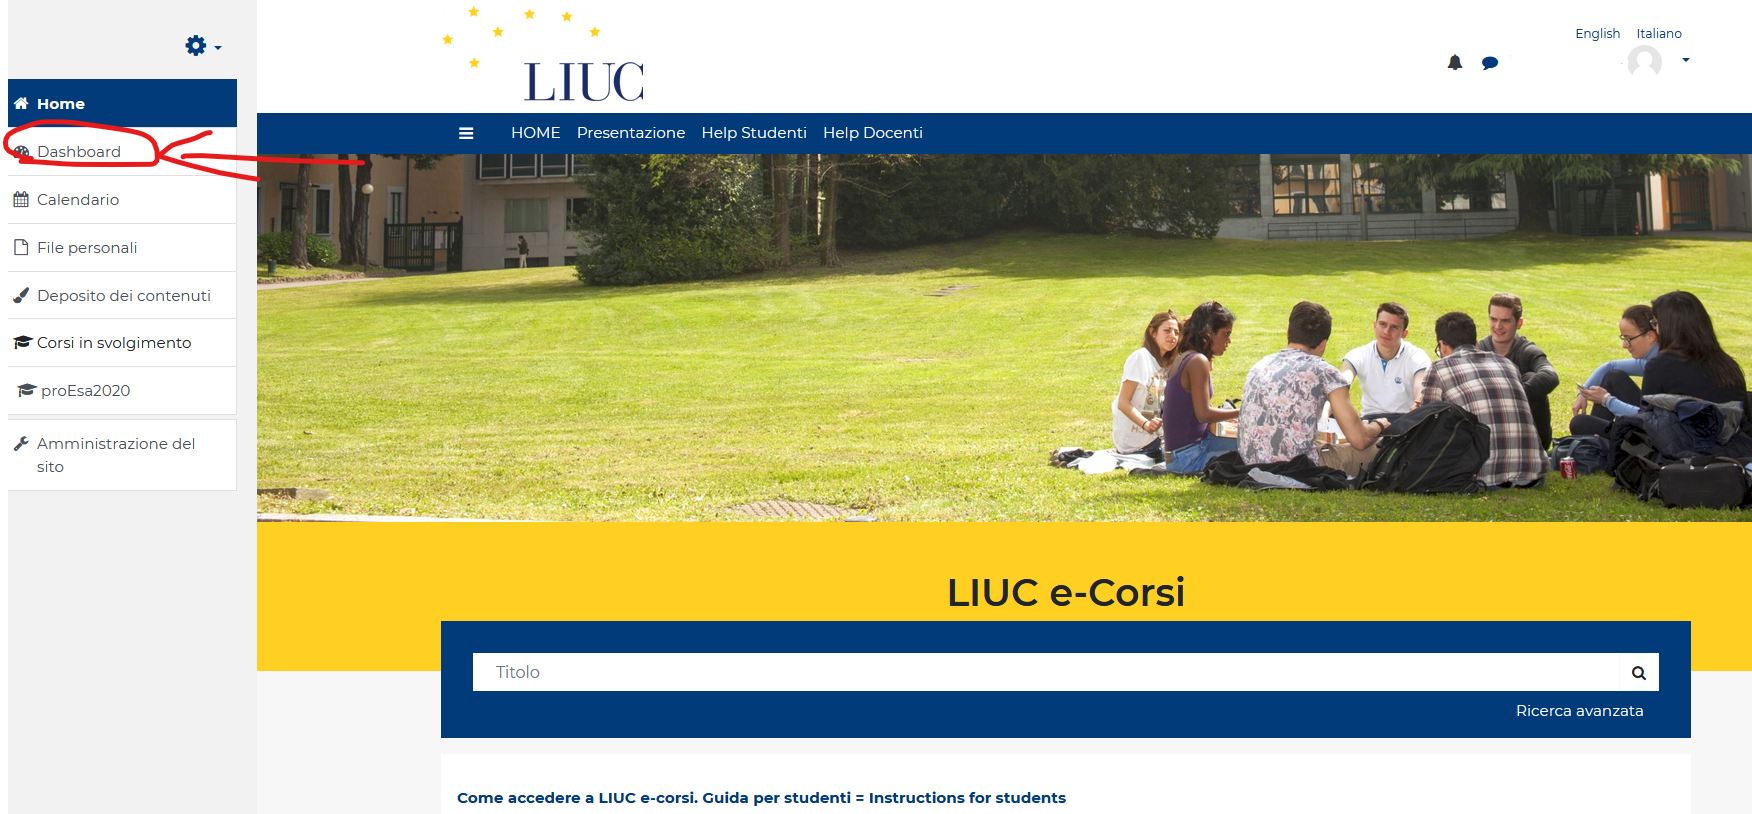 English Italiano
LIUC
Home
Dashboard
Calendario
File personali
Deposito dei contenuti
Corsi in svolgimento
proEsa2020
Amministrazione del
sito
HOME Presentazione Help Studenti Help Docenti
LIUC e-Corsi
Titolo
Ricerca avanzata
Come accedere a LIUC e-corsi. Guida per studenti = Instructions for students